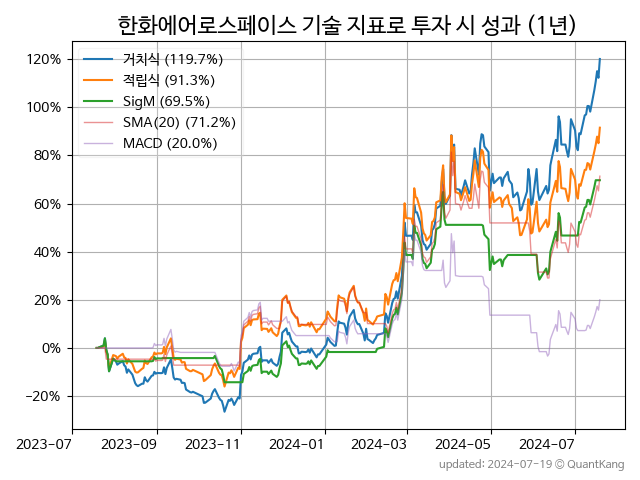 한화에어로스페이스 기술 지표로 투자 시 성과 (1년)
거치식 (119.7%)
적립식 (91.3%)
SigM (69.5%)
SMA(20) (71.2%)
MACD (20.0%)
120%
100%
80%
60%
40%
20%
0%
−20%
2023-07 2023-09 2023-11 2024-01 2024-03 2024-05 2024-07
updated: 2024-07-19 © QuantKang